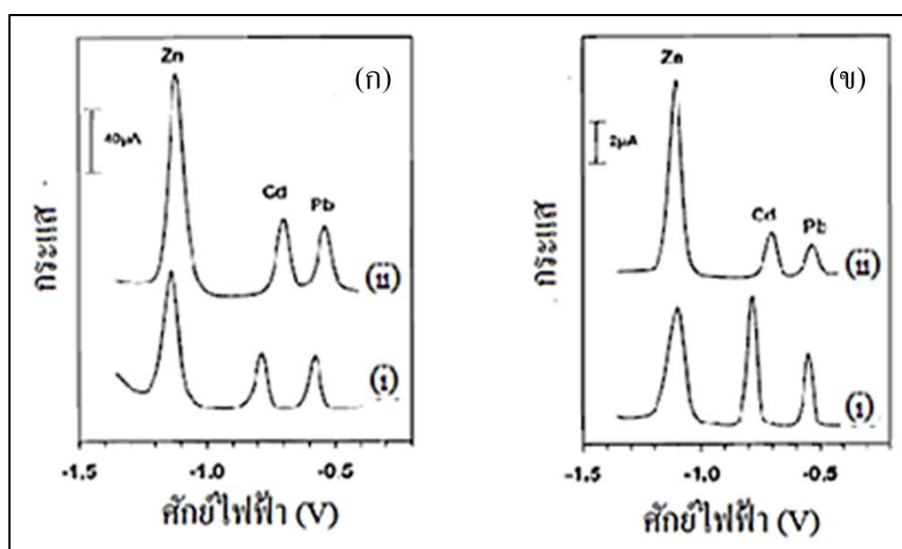 Zn
(ก)
40µA
Cd
Pb
(ii)
(i)
กระแส
-1.5
-1.0
-0.5
ศักย์ไฟฟ้า (V)
Zn
(ข)
2µA
Cd
Pb
(ii)
(i)
กระแส
-1.5
-1.0
-0.5
ศักย์ไฟฟ้า (V)